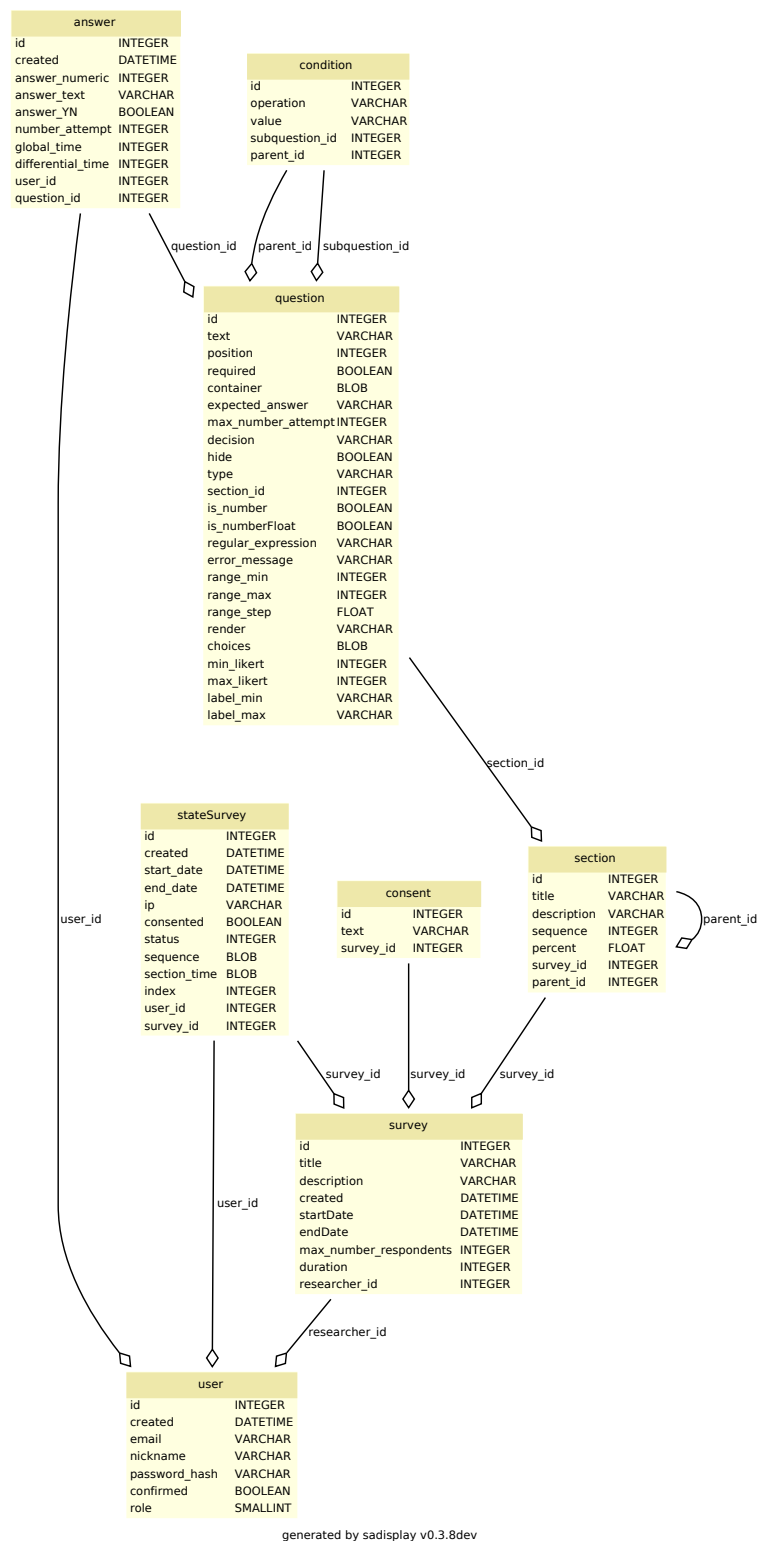 answer
id INTEGER
created DATETIME
answer_numeric INTEGER
answer_text VARCHAR
answer_YN BOOLEAN
number_attempt INTEGER
global_time INTEGER
differential_time INTEGER
user_id INTEGER
question_id INTEGER
condition
id INTEGER
operation VARCHAR
value VARCHAR
subquestion_id INTEGER
parent_id INTEGER
question_id
parent_id
subquestion_id
question
id INTEGER
text VARCHAR
position INTEGER
required BOOLEAN
container BLOB
expected_answer VARCHAR
max_number_attempt INTEGER
decision VARCHAR
hide BOOLEAN
type VARCHAR
section_id INTEGER
is_number BOOLEAN
is_numberFloat BOOLEAN
regular_expression VARCHAR
error_message VARCHAR
range_min INTEGER
range_max INTEGER
range_step FLOAT
render VARCHAR
choices BLOB
min_likert INTEGER
max_likert INTEGER
label_min VARCHAR
label_max VARCHAR
section_id
user_id
stateSurvey
id INTEGER
created DATETIME
start_date DATETIME
end_date DATETIME
ip VARCHAR
consented BOOLEAN
status INTEGER
sequence BLOB
section_time BLOB
index INTEGER
user_id INTEGER
survey_id INTEGER
consent
id INTEGER
text VARCHAR
survey_id INTEGER
section
id INTEGER
title VARCHAR
description VARCHAR
sequence INTEGER
percent FLOAT
survey_id INTEGER
parent_id INTEGER
parent_id
survey_id
survey_id
survey_id
user_id
survey
id INTEGER
title VARCHAR
description VARCHAR
created DATETIME
startDate DATETIME
endDate DATETIME
max_number_respondents INTEGER
duration INTEGER
researcher_id INTEGER
researcher_id
user
id INTEGER
created DATETIME
email VARCHAR
nickname VARCHAR
password_hash VARCHAR
confirmed BOOLEAN
role SMALLINT
generated by sadisplay v0.3.8dev